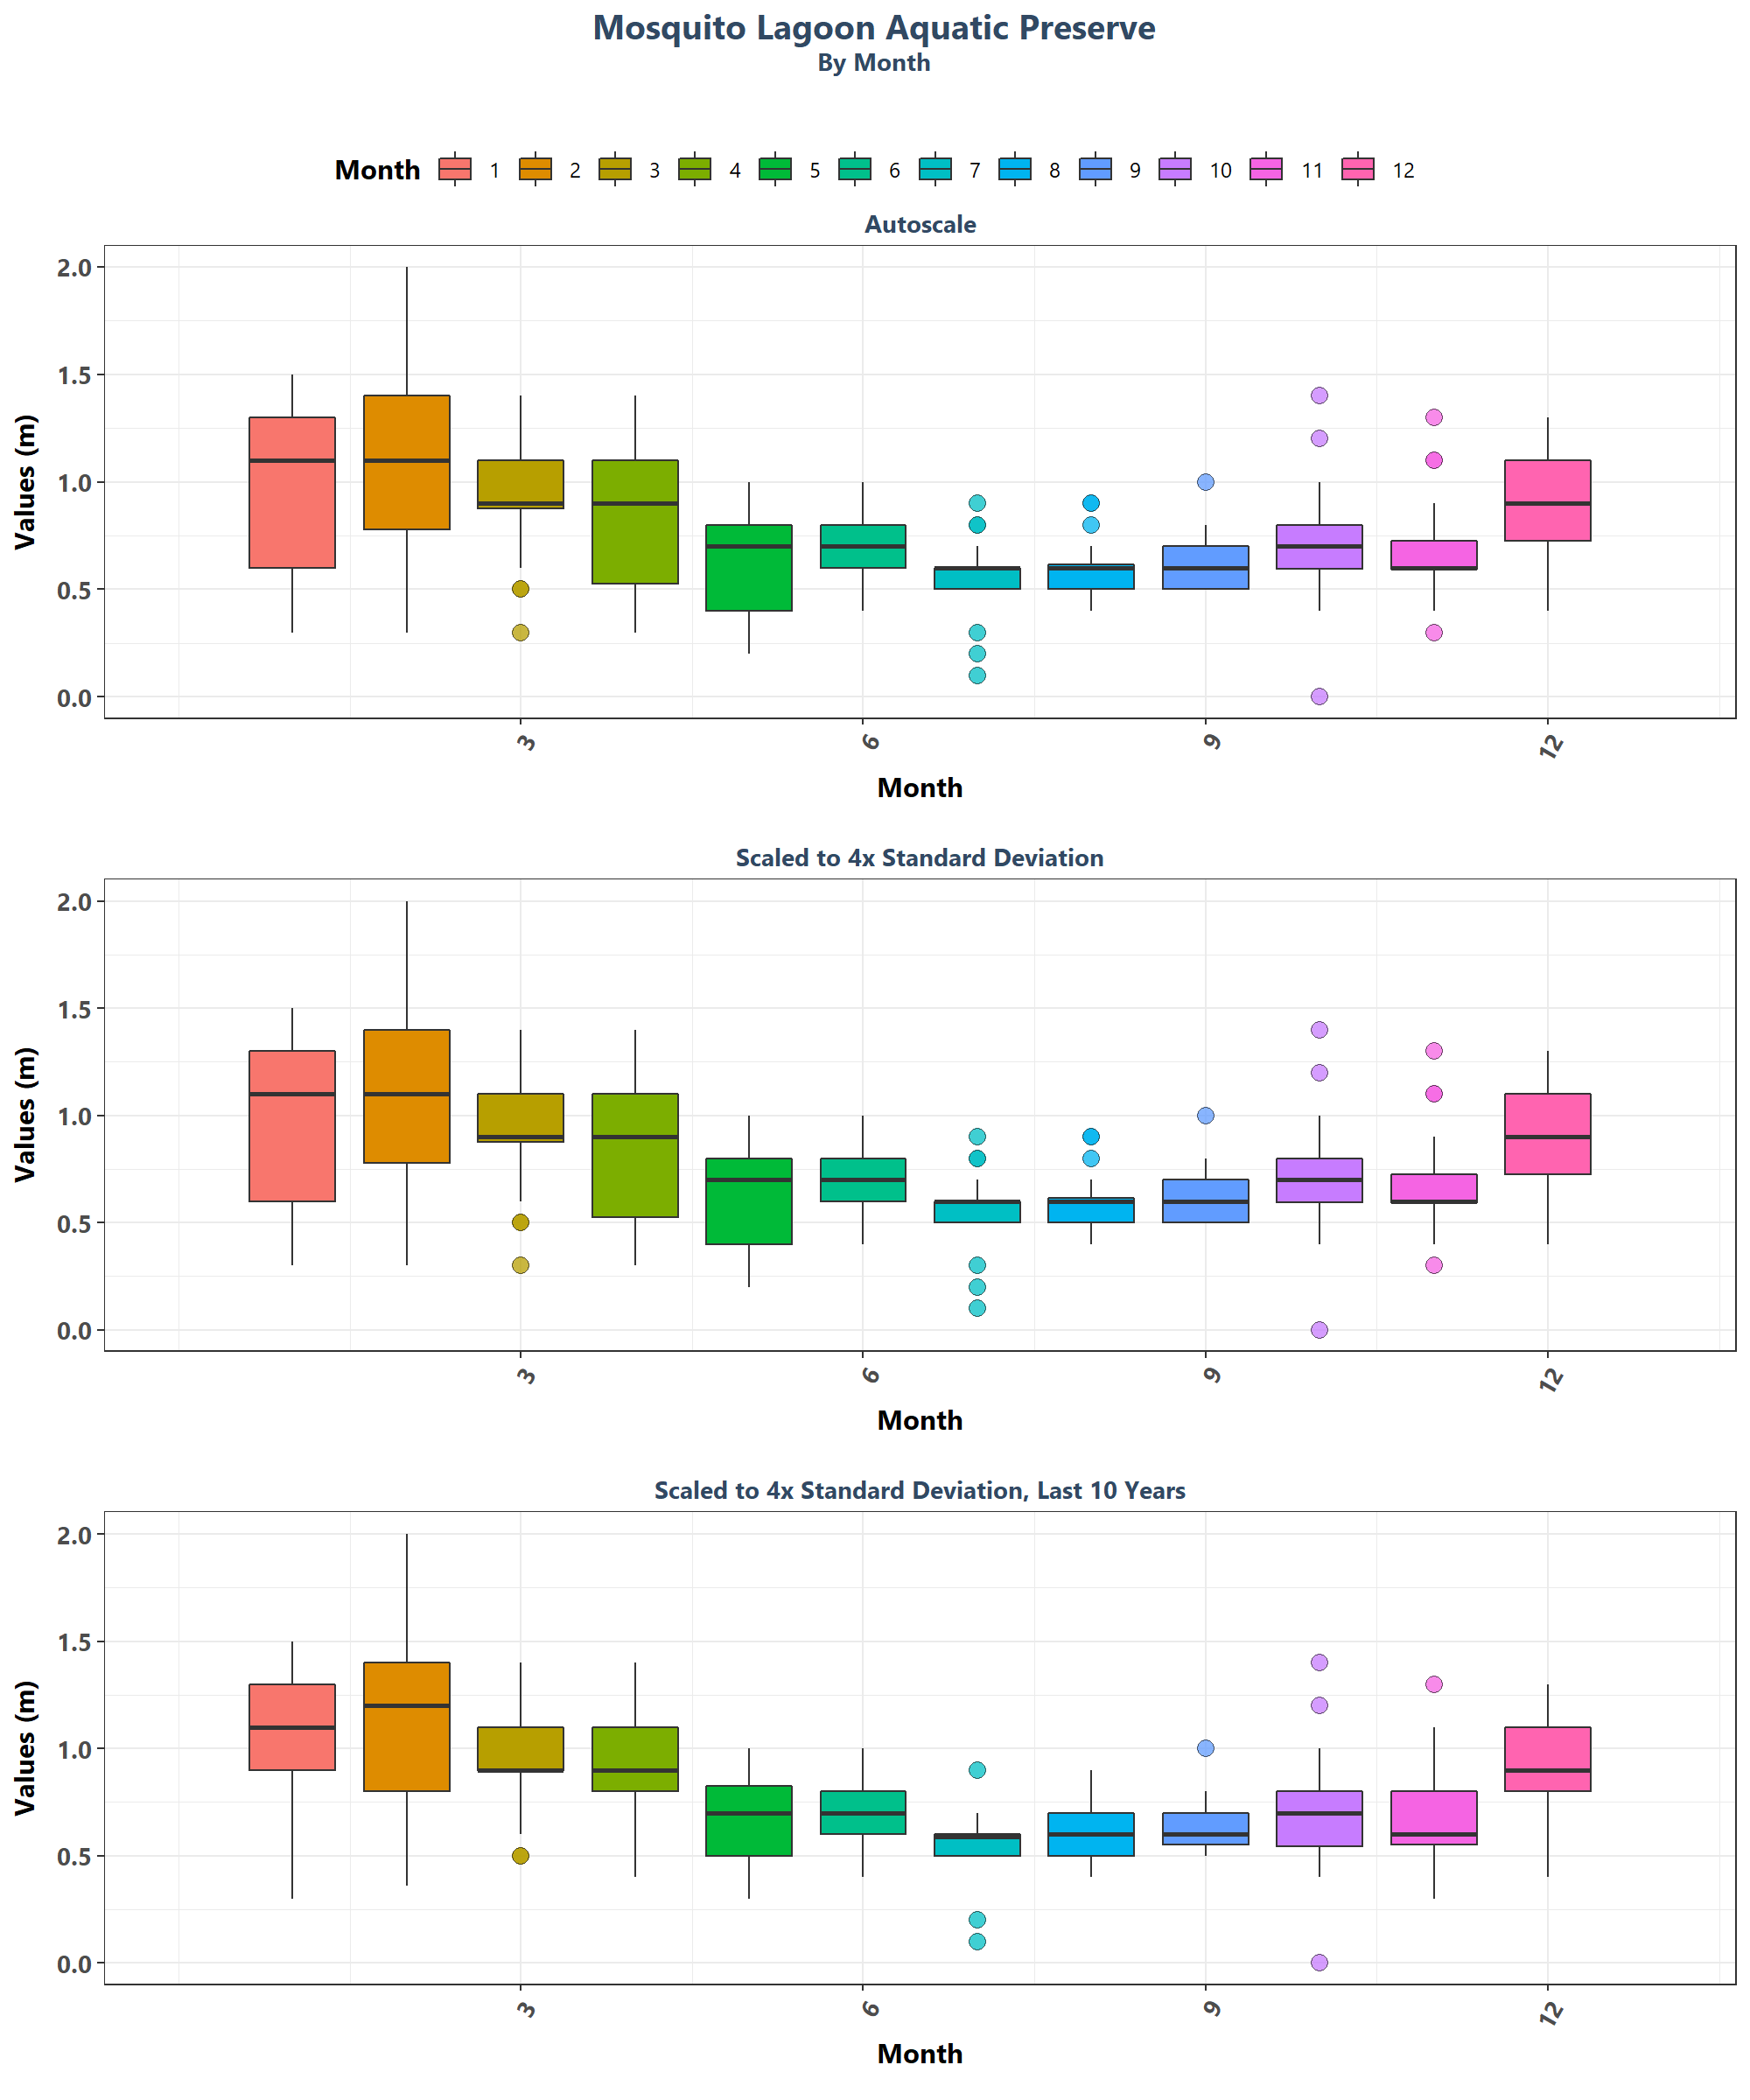 Mosquito Lagoon Aquatic Preserve
By Month
Month 1 2 3 4 5 6 7 8 9 10 11 12
Autoscale
Values (m)
2.0
1.5
1.0
0.5
0.0
3 6 9 12
Month
Scaled to 4x Standard Deviation
Values (m)
2.0
1.5
1.0
0.5
0.0
3 6 9 12
Month
Scaled to 4x Standard Deviation, Last 10 Years
Values (m)
2.0
1.5
1.0
0.5
0.0
3 6 9 12
Month